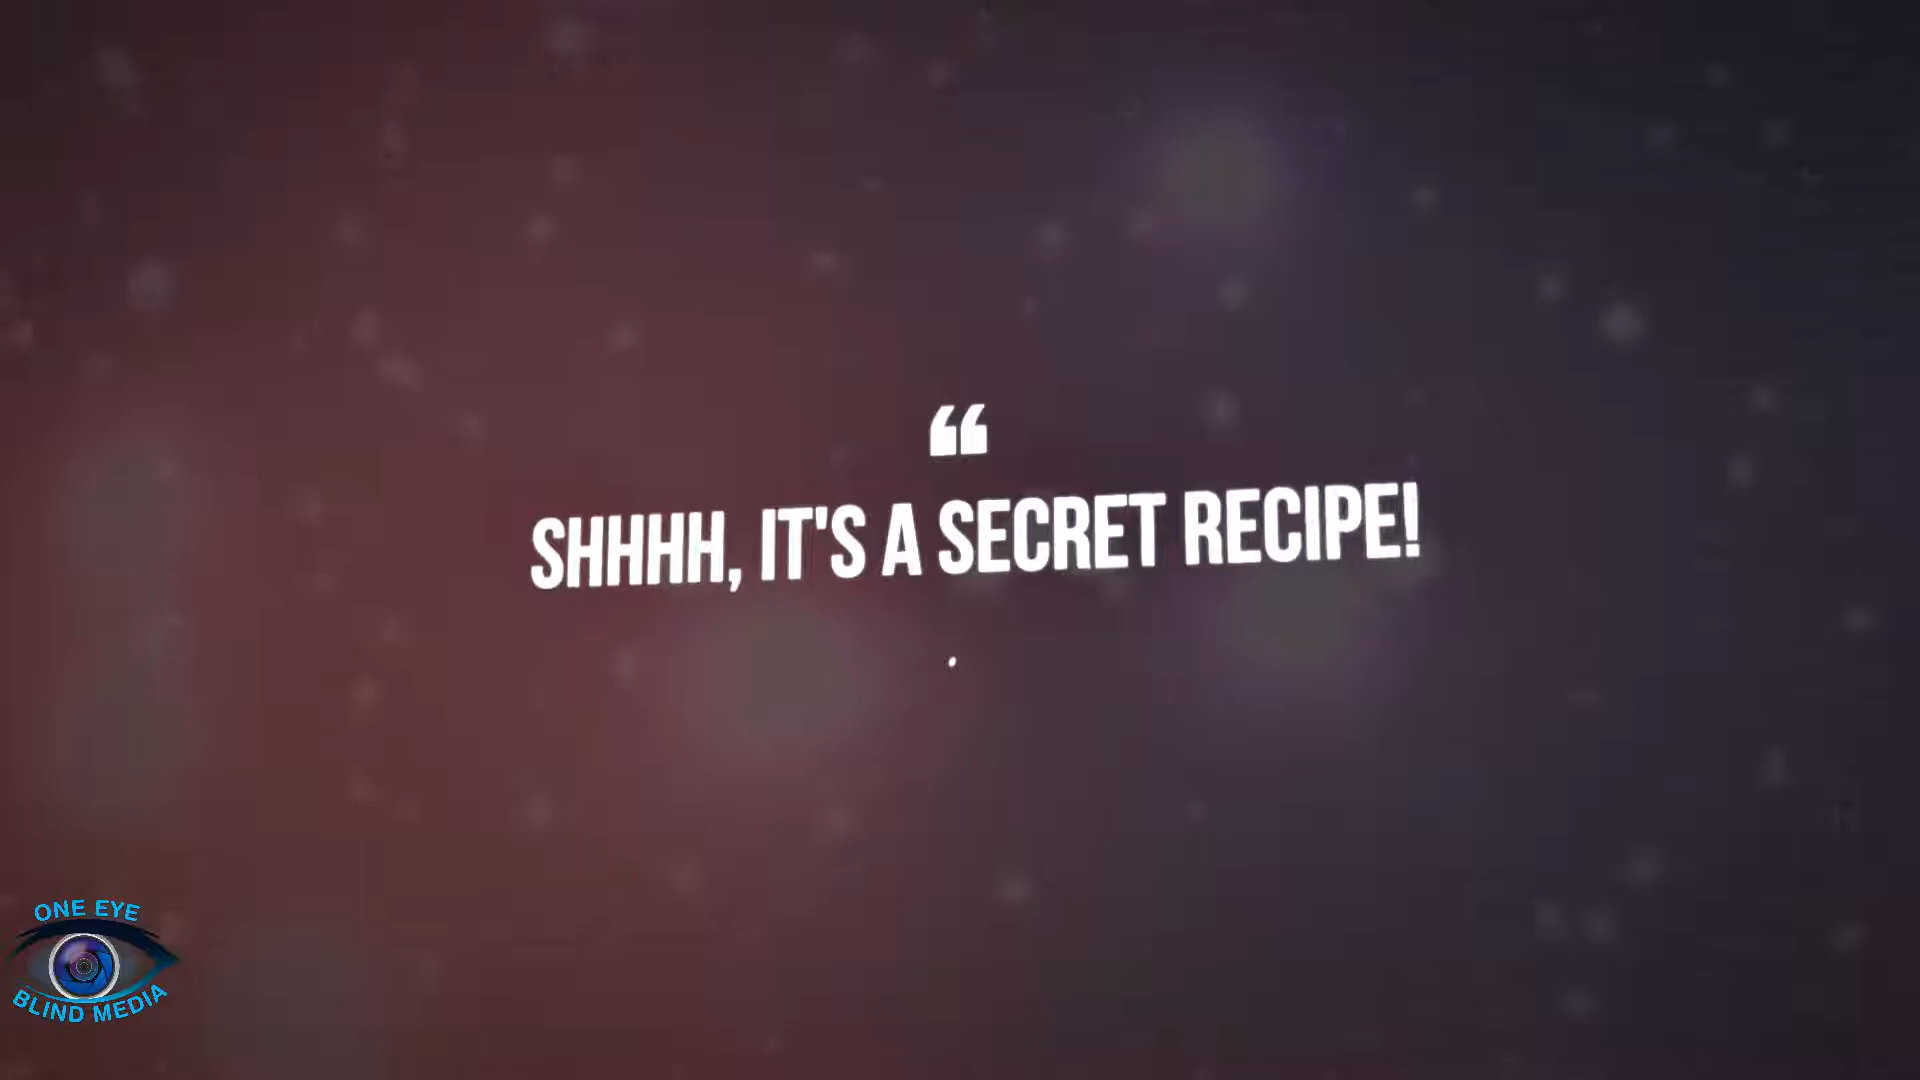 “
SHHHH, IT'S A SECRET RECIPE!
ONE EYE
BLIND MEDIA